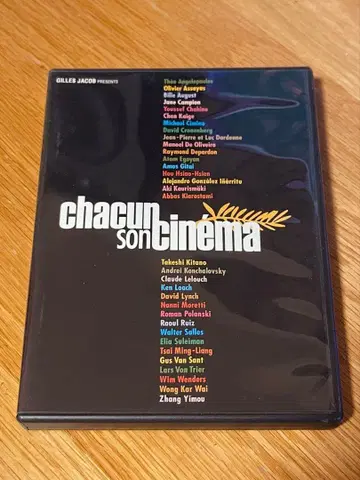 GILLES JACOB PRESENTS
Théo Angelopoulos
Olivier Assayas
Bille August
Jane Campion
Youssef Chahine
Chen Kaige
Michael Cimino
David Cronenberg
Jean-Pierre et Luc Dardenne
Manoel De Oliveira
Raymond Depardon
Atom Egoyan
Amos Gitai
Hou Hsiao-Hsien
Alejandro González Iñárritu
Aki Kaurismäki
Abbas Kiarostami
chacun
son cinéma
Takeshi Kitano
Andrei Konchalovsky
Claude Lelouch
Ken Loach
David Lynch
Nanni Moretti
Roman Polanski
Raoul Ruiz
Walter Salles
Elia Suleiman
Tsai Ming-Liang
Gus Van Sant
Lars Von Trier
Wim Wenders
Wong Kar Wai
Zhang Yimou